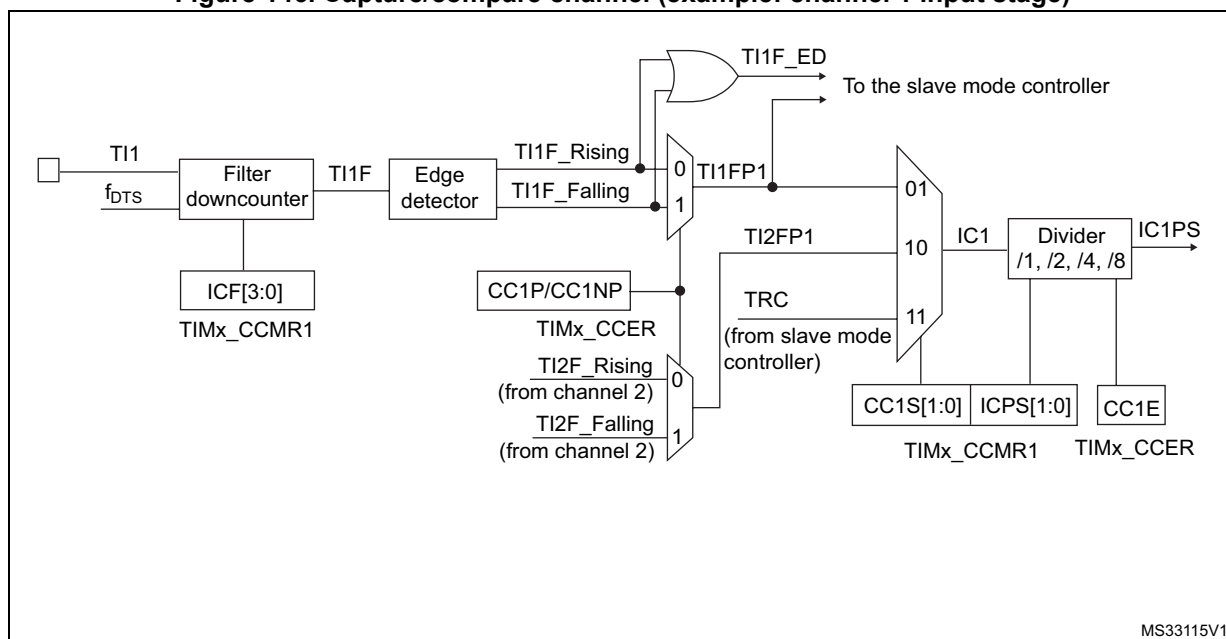 Figure 140. Capture/compare channel (example: channel 1 input stage)
TI1F_ED
To the slave mode controller
TI1
fDTS
Filter
downcounter
TI1F
Edge
detector
TI1F_Rising
TI1F_Falling
0
1
TI1FP1
01
TI2FP1
10
IC1
Divider
/1, /2, /4, /8
IC1PS
ICF[3:0]
TIMx_CCMR1
CC1P/CC1NP
TIMx_CCER
TRC
11
(from slave mode
controller)
TI2F_Rising
(from channel 2)
0
TI2F_Falling
(from channel 2)
1
CC1S[1:0]
ICPS[1:0]
CC1E
TIMx_CCMR1
TIMx_CCER
MS33115V1